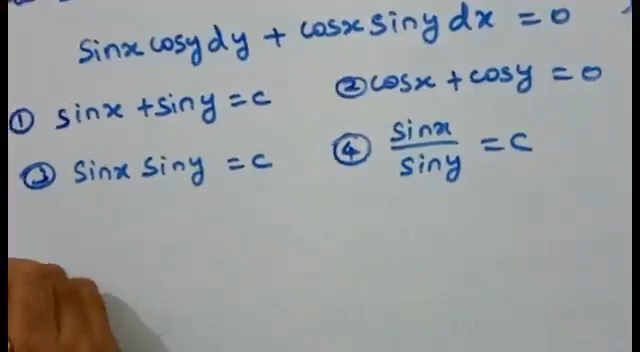 sinx cosy dy + cosx siny dx = 0
① sinx + siny = c ② cosx + cosy = 0
③ sinx siny = c ④ sinx/siny = c